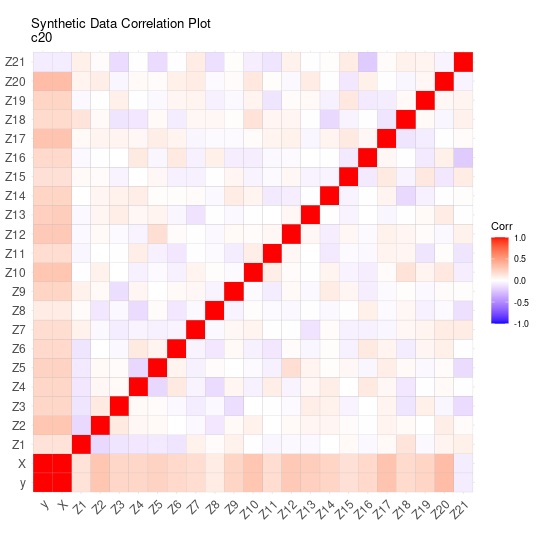 Synthetic Data Correlation Plot
c20
Z21
Z20
Z19
Z18
Z17
Z16
Z15
Z14
Z13
Z12
Z11
Z10
Z9
Z8
Z7
Z6
Z5
Z4
Z3
Z2
Z1
X
y
y X Z1 Z2 Z3 Z4 Z5 Z6 Z7 Z8 Z9 Z10 Z11 Z12 Z13 Z14 Z15 Z16 Z17 Z18 Z19 Z20 Z21
Corr
1.0
0.5
0.0
-0.5
-1.0